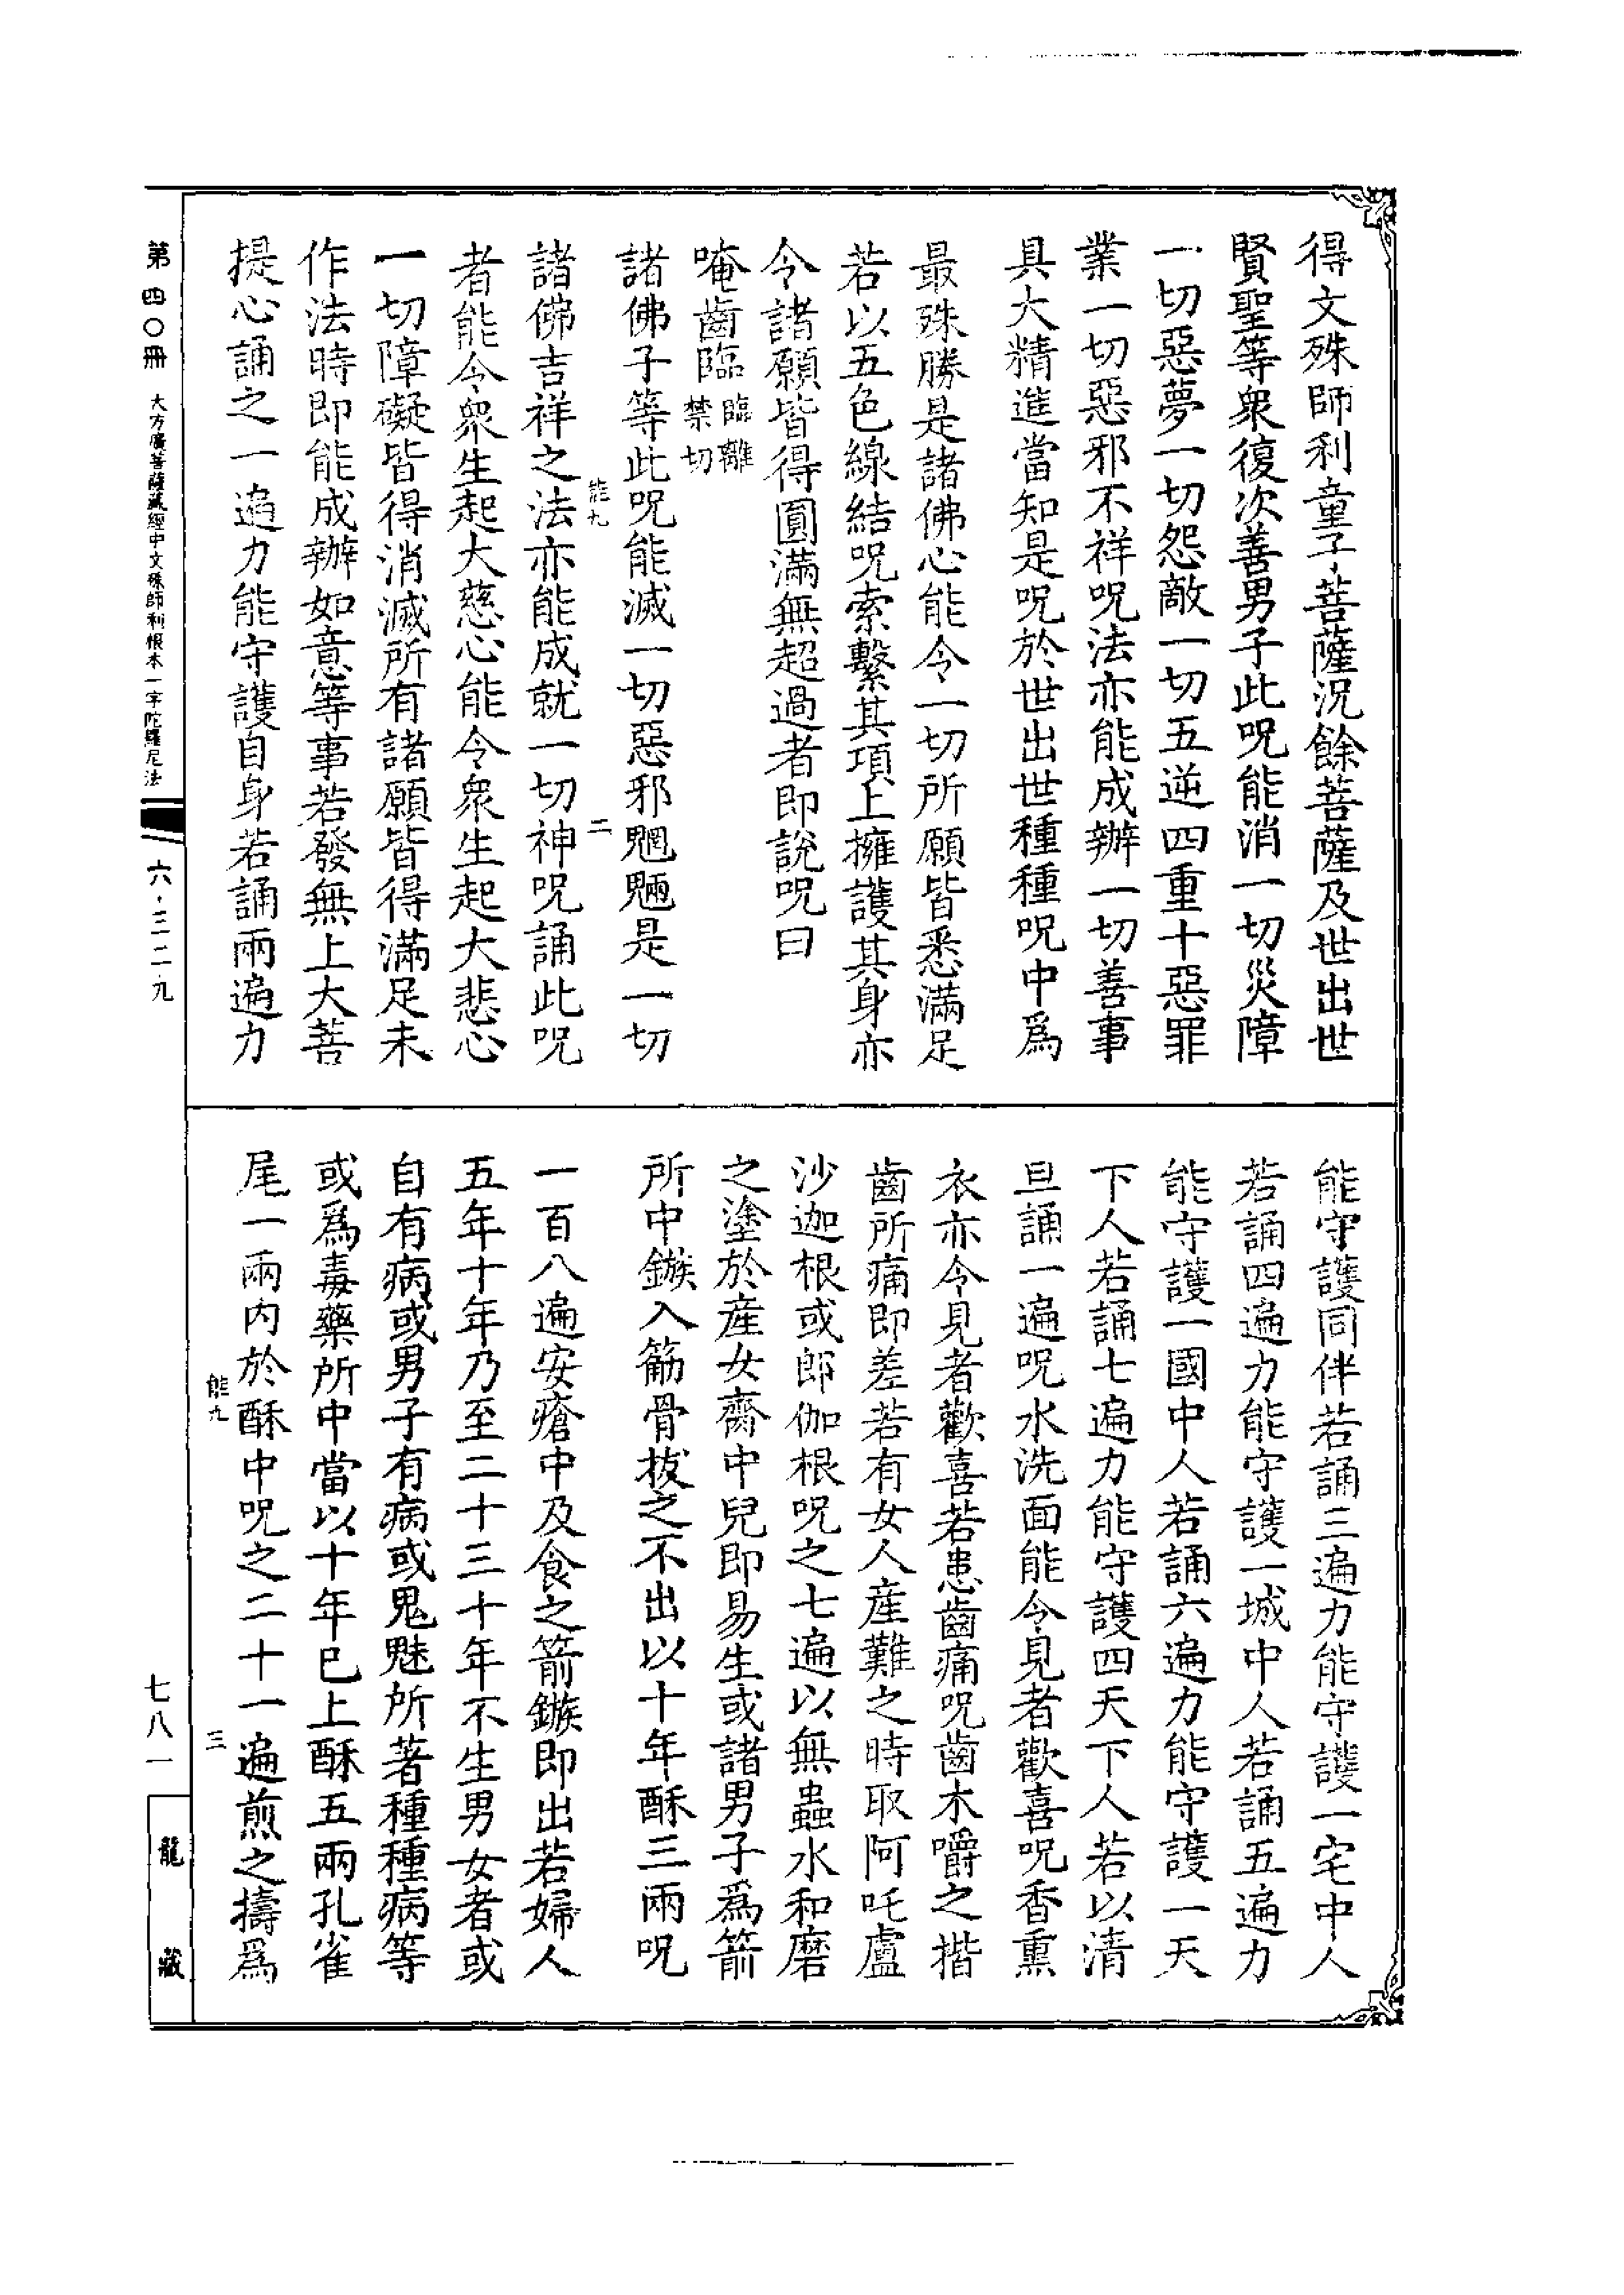 得文殊師利童子菩薩況餘菩薩及世出世
賢聖等衆復次善男子此呪能消一切災障
一切惡夢一切怨敵一切五逆四重十惡罪
業一切惡邪不祥呪法亦能成辦一切善事
具大精進當知是呪於世出世種種呪中爲
最殊勝是諸佛心能令一切所願皆悉滿足
若以五色線結呪索繫其項上擁護其身亦
令諸願皆得圓滿無超過者即說呪曰
唵齒臨臨離禁切
諸佛子等此呪能滅一切惡邪魍魎是一切
能九
二
諸佛吉祥之法亦能成就一切神呪誦此呪
者能令衆生起大慈心能令衆生起大悲心
一切障礙皆得消滅所有諸願皆得滿足未
作法時即能成辦如意等事若發無上大菩
提心誦之一遍力能守護自身若誦兩遍力
能守護同伴若誦三遍力能守護一宅中人
若誦四遍力能守護一城中人若誦五遍力
能守護一國中人若誦六遍力能守護一天
下人若誦七遍力能守護四天下人若以清
旦誦一遍呪水洗面能令見者歡喜呪香熏
衣亦令見者歡喜若患齒痛呪齒木嚼之揩
齒所痛即差若有女人產難之時取阿吒盧
沙迦根或郎伽根呪之七遍以無蟲水和磨
之塗於產女齋中兒即易生或諸男子爲箭
所中鏃入筋骨拔之不出以十年酥三兩呪
一百八遍安瘡中及食之箭鏃即出若婦人
五年十年乃至二十三十年不生男女者或
自有病或男子有病或鬼魅所著種種病等
或爲毒藥所中當以十年已上酥五兩孔雀
尾一兩內於酥中呪之二十一遍煎之擣爲
能九
三
第四〇冊
大方廣菩薩藏經中文殊師利根本一字陀羅尼法
六·三二九
七八一
龍藏